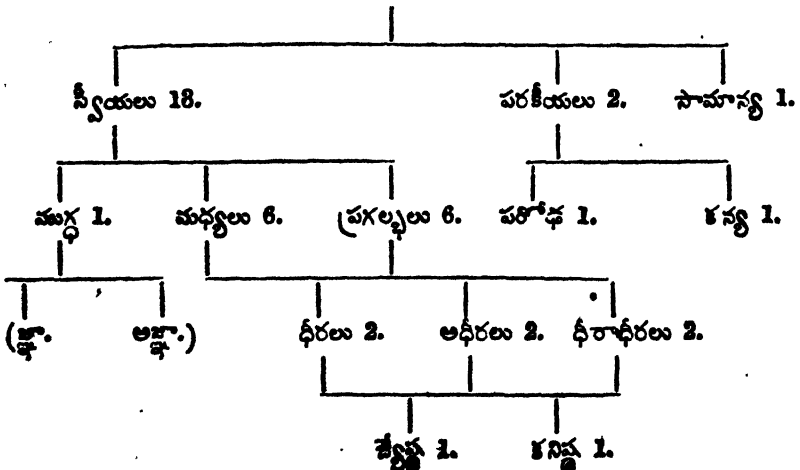 స్వీయలు 13. పరకీయలు 2. సామాన్య 1.
ముగ్ధ 1. మధ్యలు 6. ప్రగల్భలు 6. పరోఢ 1. కన్య 1.
(జ్ఞా. అజ్ఞా.) ధీరలు 2. అధీరలు 2. ధీరాధీరలు 2.
జ్యేష్ఠ 1. కనిష్ఠ 1.